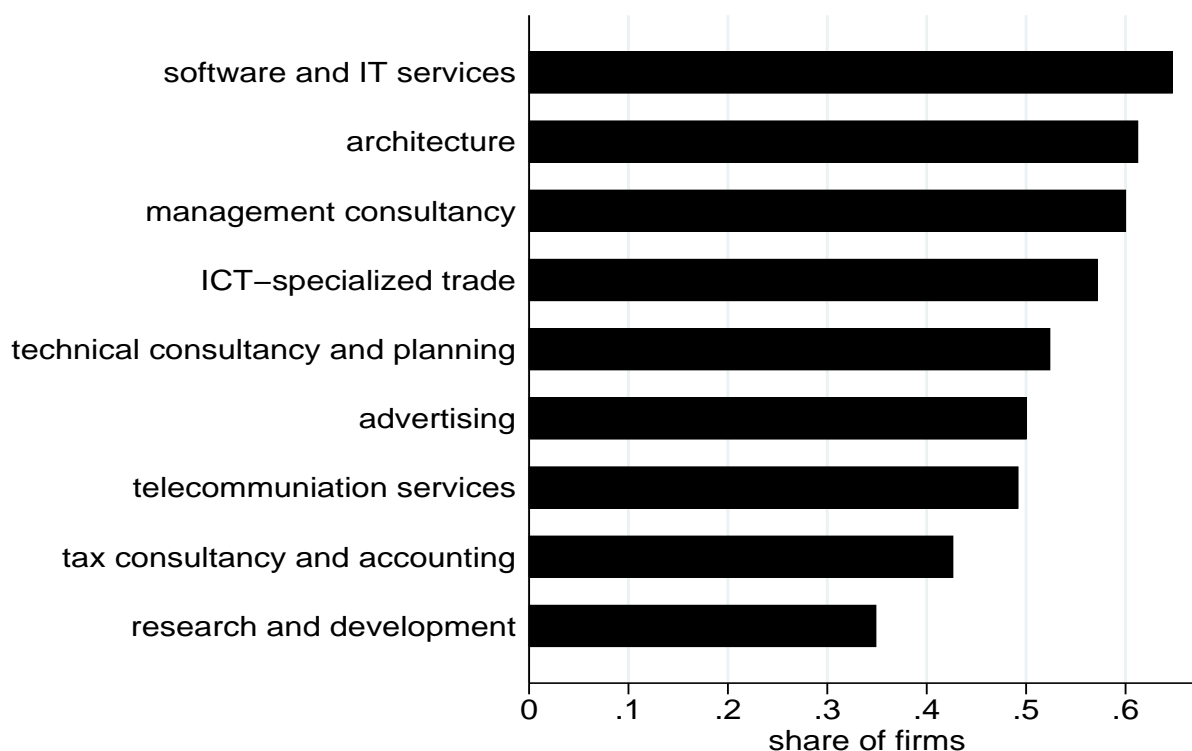 software and IT services
architecture
management consultancy
ICT−specialized trade
technical consultancy and planning
advertising
telecommuniation services
tax consultancy and accounting
research and development
0 .1 .2 .3 .4 .5 .6
share of firms